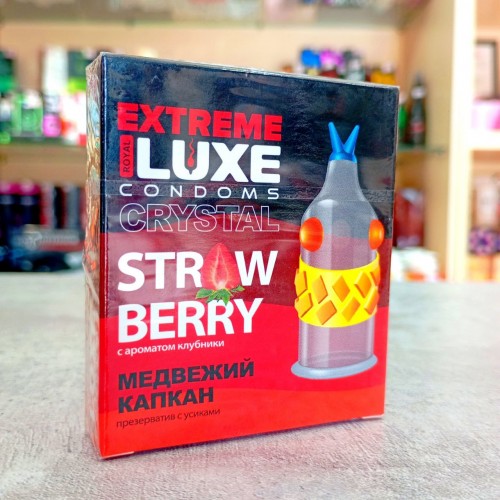 EXTREME
ROYAL
LUXE
CONDOMS
CRYSTAL
STRAW
BERRY
с ароматом клубники
МЕДВЕЖИЙ
КАПКАН
презерватив с усиками